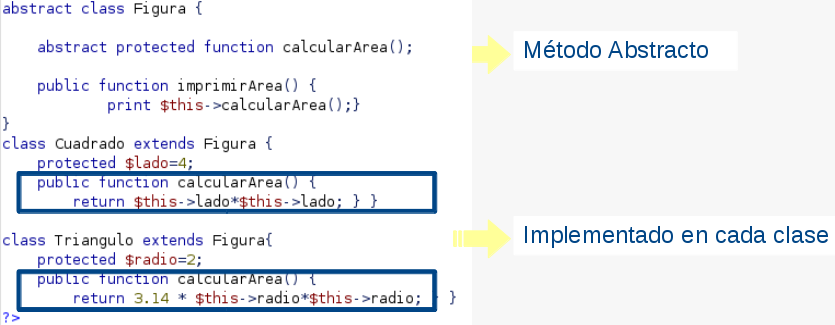 abstract class Figura {
abstract protected function calcularArea();
Método Abstracto
public function imprimirArea() {
print $this->calcularArea();}
}
class Cuadrado extends Figura {
protected $lado=4;
public function calcularArea() {
return $this->lado*$this->lado; } }
class Triangulo extends Figura{
Implementado en cada clase
protected $radio=2;
public function calcularArea() {
return 3.14 * $this->radio*$this->radio; } }
?>